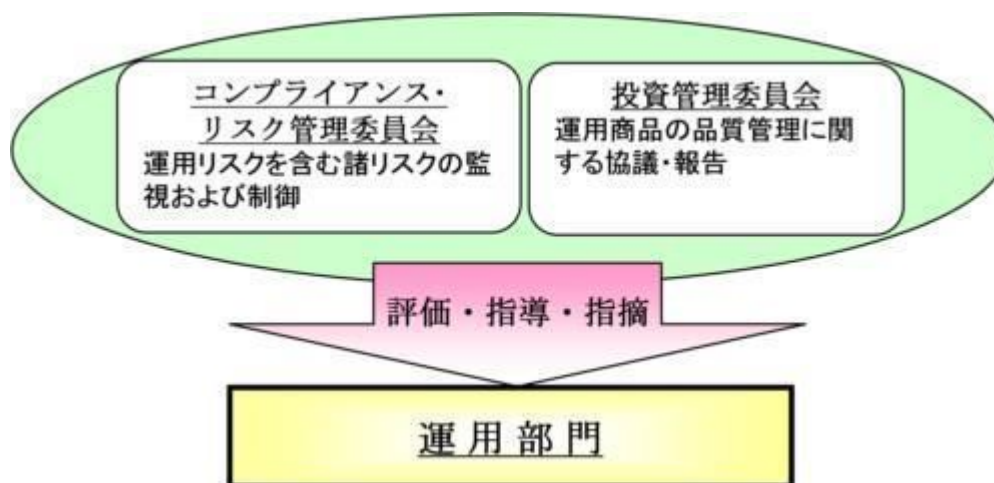 コンプライアンス・
リスク管理委員会
運用リスクを含む諸リスクの監
視および制御
投資管理委員会
運用商品の品質管理に関
する協議・報告
評価・指導・指摘
運用部門